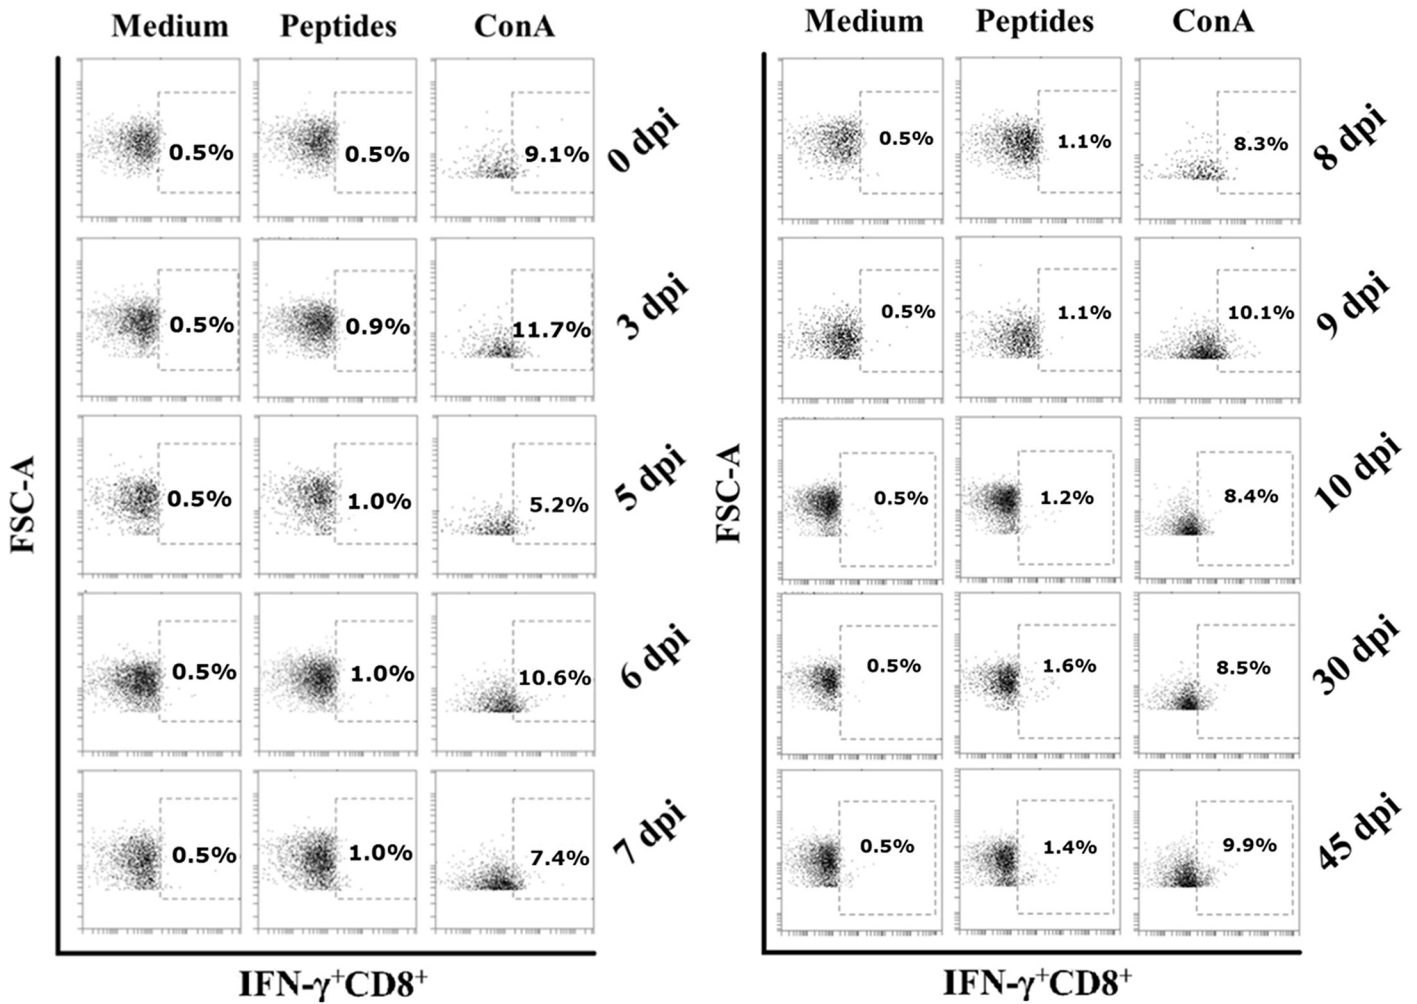 Medium Peptides ConA
0.5% 0.5% 9.1% 0 dpi
0.5% 0.9% 11.7% 3 dpi
0.5% 1.0% 5.2% 5 dpi
0.5% 1.0% 10.6% 6 dpi
0.5% 1.0% 7.4% 7 dpi
FSC-A
IFN-γ⁺CD8⁺
Medium Peptides ConA
0.5% 1.1% 8.3% 8 dpi
0.5% 1.1% 10.1% 9 dpi
0.5% 1.2% 8.4% 10 dpi
0.5% 1.6% 8.5% 30 dpi
0.5% 1.4% 9.9% 45 dpi
FSC-A
IFN-γ⁺CD8⁺